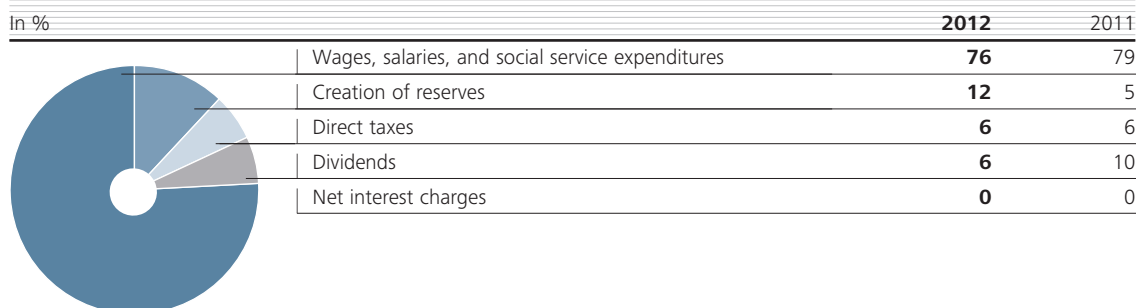 In % 2012 2011
Wages, salaries, and social service expenditures 76 79
Creation of reserves 12 5
Direct taxes 6 6
Dividends 6 10
Net interest charges 0 0